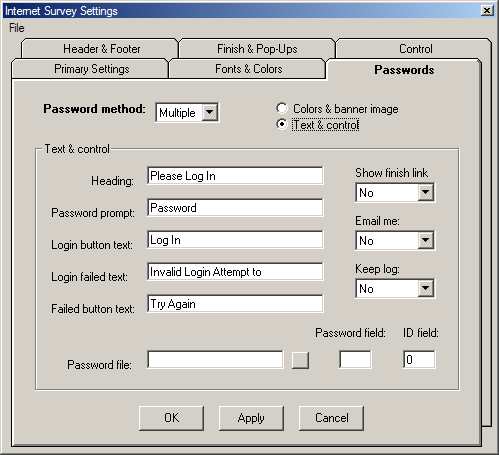 Internet Survey Settings
File
Header & Footer
Finish & Pop-Ups
Control
Primary Settings
Fonts & Colors
Passwords
Password method: Multiple
Colors & banner image
Text & control
Text & control
Heading: Please Log In
Show finish link
No
Password prompt: Password
Email me:
No
Login button text: Log In
Login failed text: Invalid Login Attempt to
Keep log:
No
Failed button text: Try Again
Password field: ID field:
Password file: 0
OK Apply Cancel